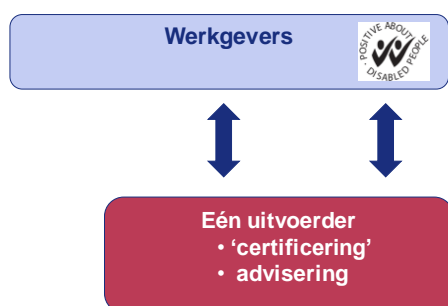 Werkgevers
POSITIVE ABOUT
DISABLED PEOPLE
Eén uitvoerder
• ‘certificering’
• advisering